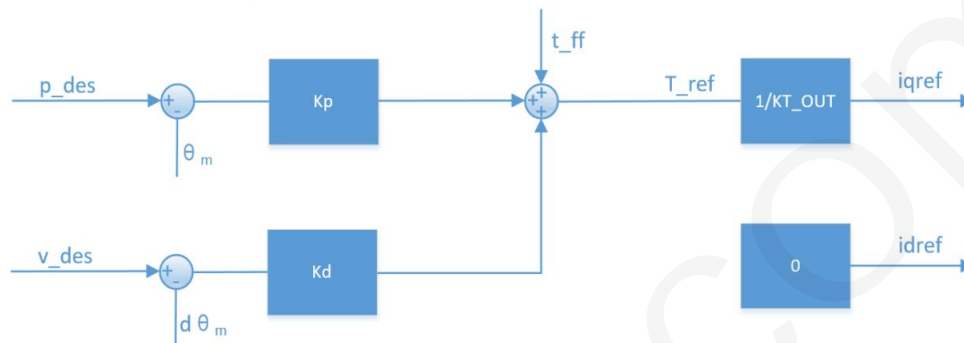 t_ff
p_des
+
-
Kp
+
+
+
T_ref
1/KT_OUT
iqref
θ m
v_des
+
-
Kd
0
idref
d θ m